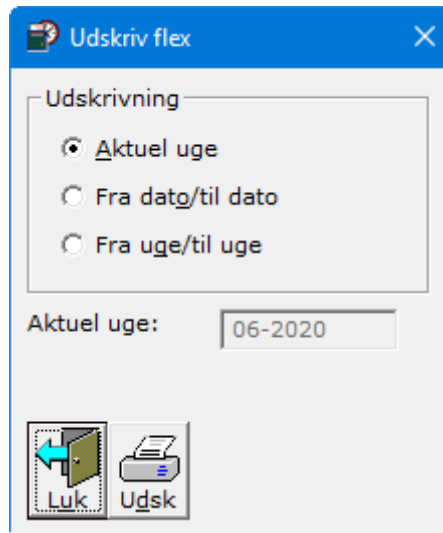 Udskriv flex
Udskrivning
Aktuel uge
Fra dato/til dato
Fra uge/til uge
Aktuel uge: 06-2020
Luk Udsk